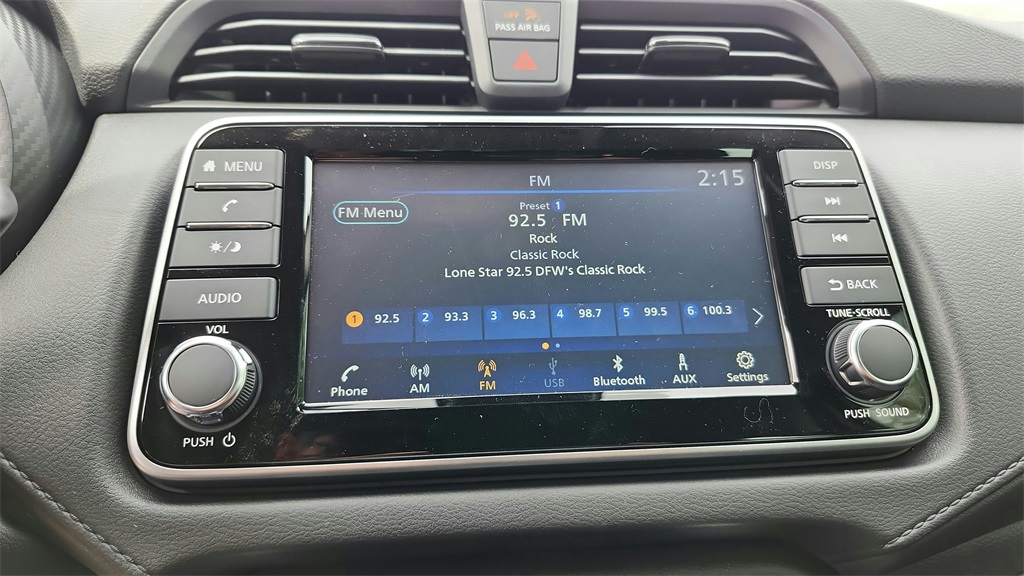 OFF
PASS AIR BAG
MENU
DISP
FM
2:15
FM Menu
Preset 1
92.5 FM
Rock
Classic Rock
Lone Star 92.5 DFW's Classic Rock
AUDIO
BACK
VOL
TUNE·SCROLL
1 92.5 2 93.3 3 96.3 4 98.7 5 99.5 6 100.3
Phone AM FM USB Bluetooth AUX Settings
PUSH
PUSH SOUND